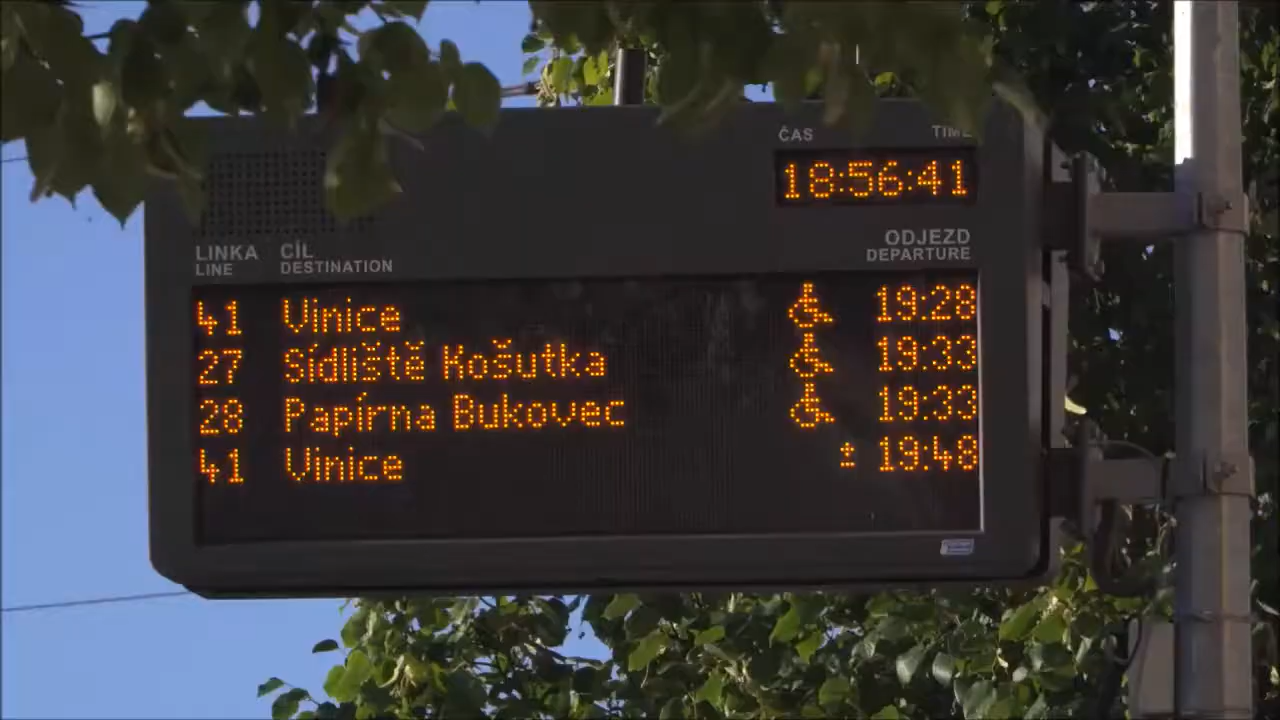 ČAS TIME
18:56:41
LINKA CÍL ODJEZD
LINE DESTINATION DEPARTURE
41 Vinice 19:28
27 Sídliště Košutka 19:33
28 Papírna Bukovec 19:33
41 Vinice ± 19:48